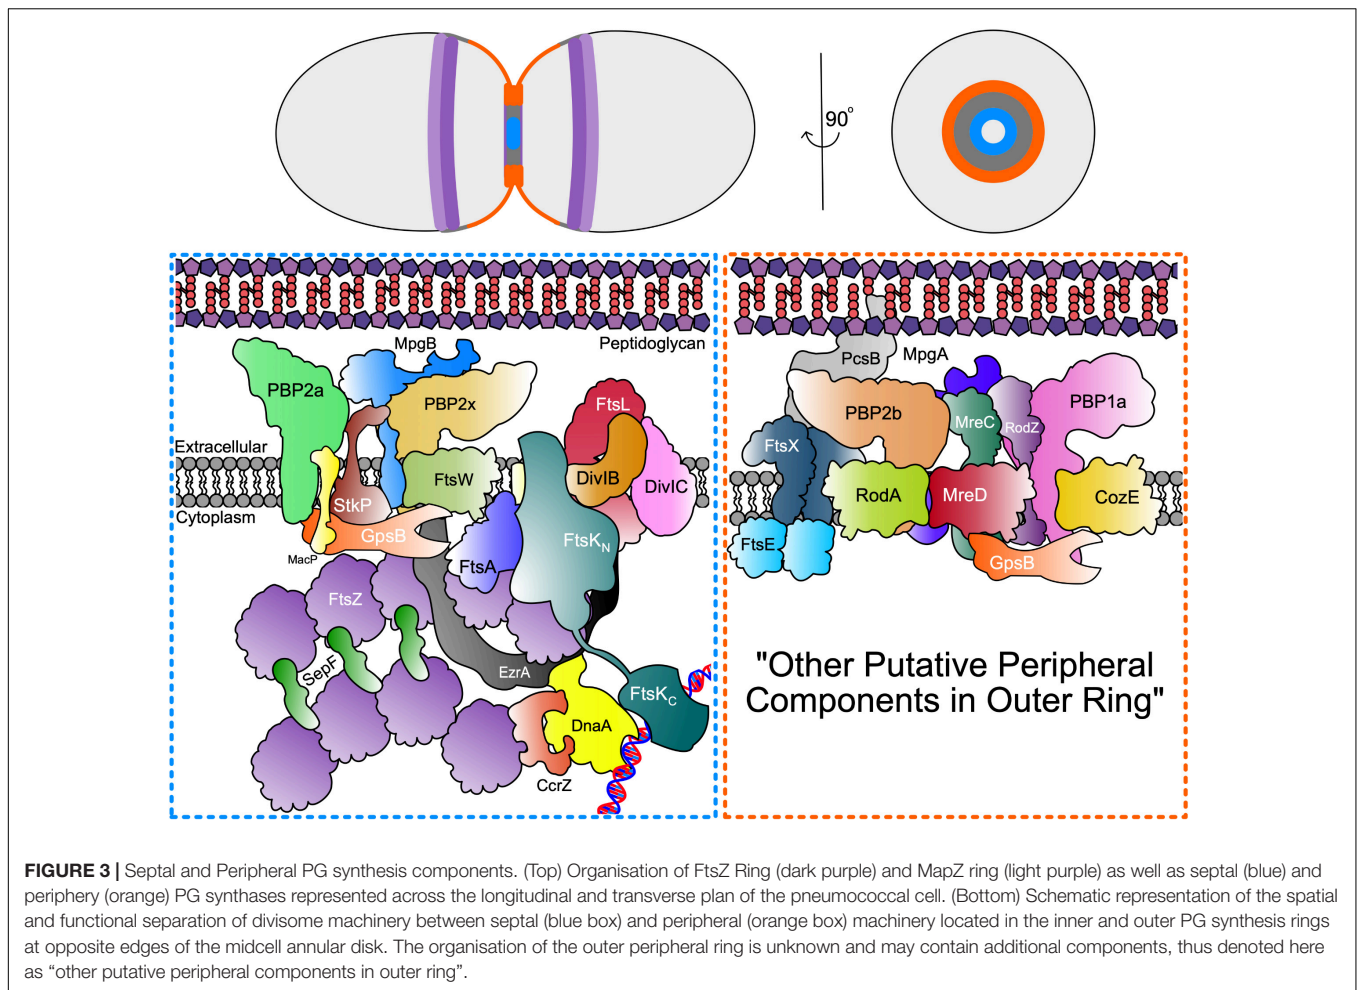 90°
MpgB
Peptidoglycan
PBP2a
PBP2x
FtsL
Extracellular
FtsW
DivIB
DivIC
StkP
Cytoplasm
GpsB
FtsK_N
MacP
FtsA
FtsZ
SepF
EzrA
FtsK_C
DnaA
CcrZ
PcsB
MpgA
PBP2b
MreC
RodZ
PBP1a
FtsX
RodA
MreD
CozE
FtsE
GpsB
"Other Putative Peripheral
Components in Outer Ring"
FIGURE 3 | Septal and Peripheral PG synthesis components. (Top) Organisation of FtsZ Ring (dark purple) and MapZ ring (light purple) as well as septal (blue) and
periphery (orange) PG synthases represented across the longitudinal and transverse plan of the pneumococcal cell. (Bottom) Schematic representation of the spatial
and functional separation of divisome machinery between septal (blue box) and peripheral (orange box) machinery located in the inner and outer PG synthesis rings
at opposite edges of the midcell annular disk. The organisation of the outer peripheral ring is unknown and may contain additional components, thus denoted here
as “other putative peripheral components in outer ring”.